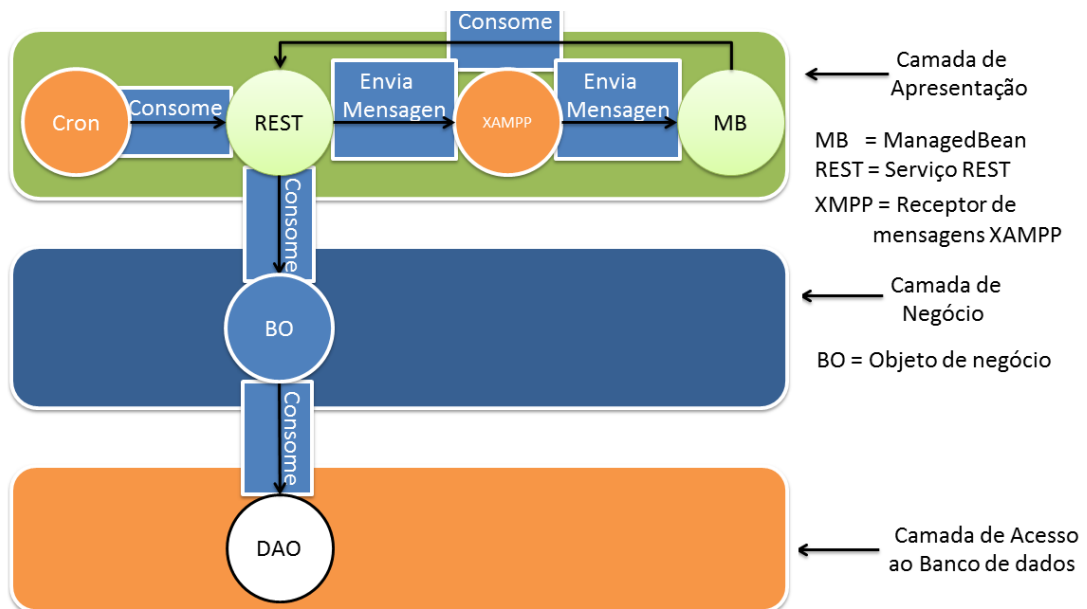 Consome
Cron
Consome
REST
Envia
Mensagen
XAMPP
Envia
Mensagen
MB
Consome
BO
Consome
DAO
Camada de
Apresentação
MB = ManagedBean
REST = Serviço REST
XMPP = Receptor de
mensagens XAMPP
Camada de
Negócio
BO = Objeto de negócio
Camada de Acesso
ao Banco de dados